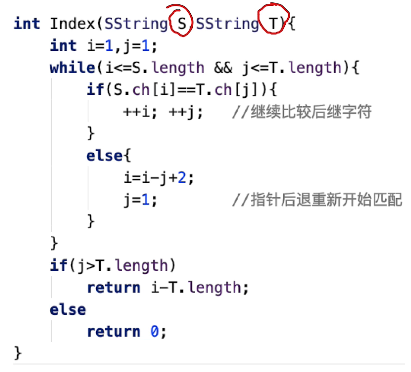 int Index(SString S,SString T){
int i=1,j=1;
while(i<=S.length && j<=T.length){
if(S.ch[i]==T.ch[j]){
++i; ++j; //继续比较后继字符
}
else{
i=i-j+2;
j=1; //指针后退重新开始匹配
}
}
if(j>T.length)
return i-T.length;
else
return 0;
}